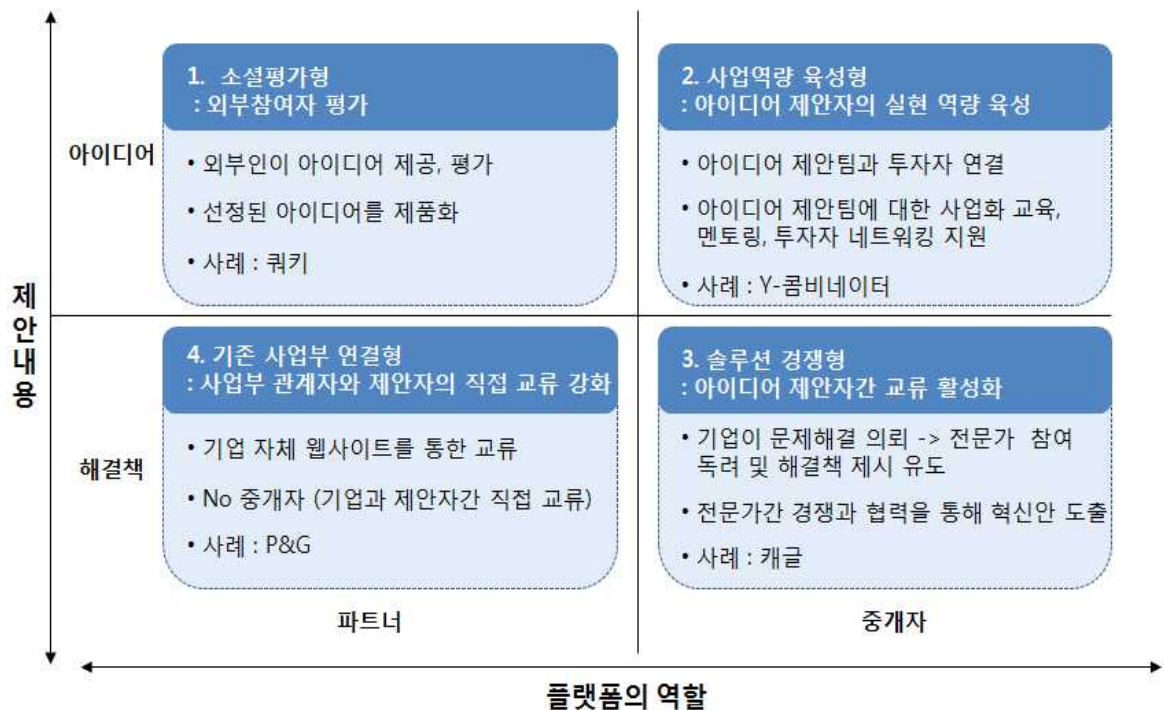 1. 소셜평가형
: 외부참여자 평가
• 외부인이 아이디어 제공, 평가
• 선정된 아이디어를 제품화
• 사례 : 쿼키
2. 사업역량 육성형
: 아이디어 제안자의 실현 역량 육성
• 아이디어 제안팀과 투자자 연결
• 아이디어 제안팀에 대한 사업화 교육,
멘토링, 투자자 네트워킹 지원
• 사례 : Y-콤비네이터
아이디어
제
안
내
용
4. 기존 사업부 연결형
: 사업부 관계자와 제안자의 직접 교류 강화
• 기업 자체 웹사이트를 통한 교류
• No 중개자 (기업과 제안자간 직접 교류)
• 사례 : P&G
3. 솔루션 경쟁형
: 아이디어 제안자간 교류 활성화
• 기업이 문제해결 의뢰 -> 전문가 참여
독려 및 해결책 제시 유도
• 전문가간 경쟁과 협력을 통해 혁신안 도출
• 사례 : 캐글
해결책
파트너
중개자
플랫폼의 역할